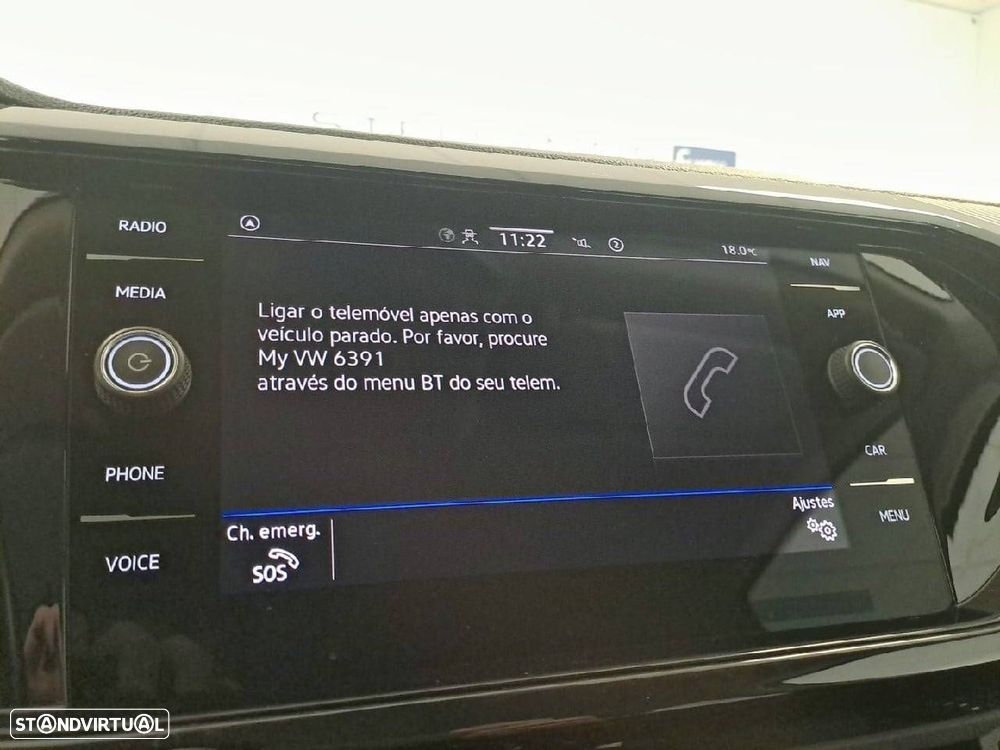 RADIO
MEDIA
PHONE
VOICE
11:22
2
18.0°C
Ligar o telemóvel apenas com o
veículo parado. Por favor, procure
My VW 6391
através do menu BT do seu telem.
Ch. emerg.
SOS
Ajustes
NAV
APP
CAR
MENU
STANDVIRTUAL